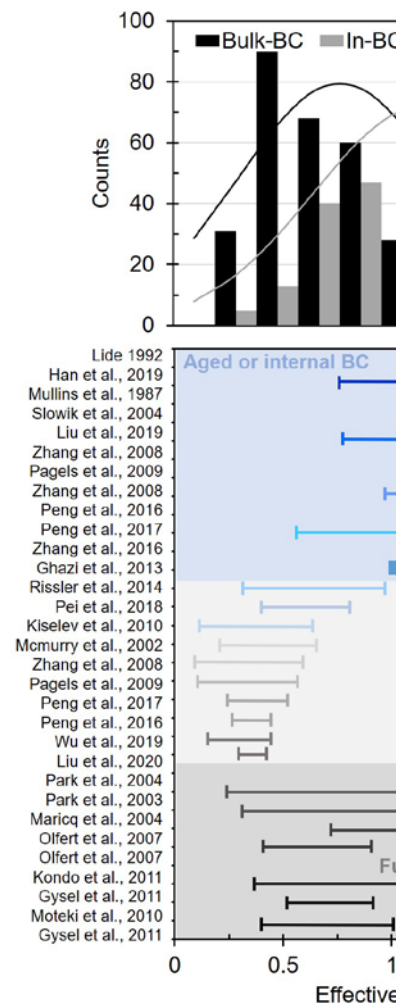 100
Bulk-BC In-BC
80
60
Counts
40
20
0
Aged or internal BC
Lide 1992
Han et al., 2019
Mullins et al., 1987
Slowik et al., 2004
Liu et al., 2019
Zhang et al., 2008
Pagels et al., 2009
Zhang et al., 2008
Peng et al., 2016
Peng et al., 2017
Zhang et al., 2016
Ghazi et al., 2013
Rissler et al., 2014
Pei et al., 2018
Kiselev et al., 2010
Mcmurry et al., 2002
Zhang et al., 2008
Pagels et al., 2009
Peng et al., 2017
Peng et al., 2016
Wu et al., 2019
Liu et al., 2020
Park et al., 2004
Park et al., 2003
Maricq et al., 2004
Olfert et al., 2007
Olfert et al., 2007
Fu
Kondo et al., 2011
Gysel et al., 2011
Moteki et al., 2010
Gysel et al., 2011
0 0.5 1
Effective